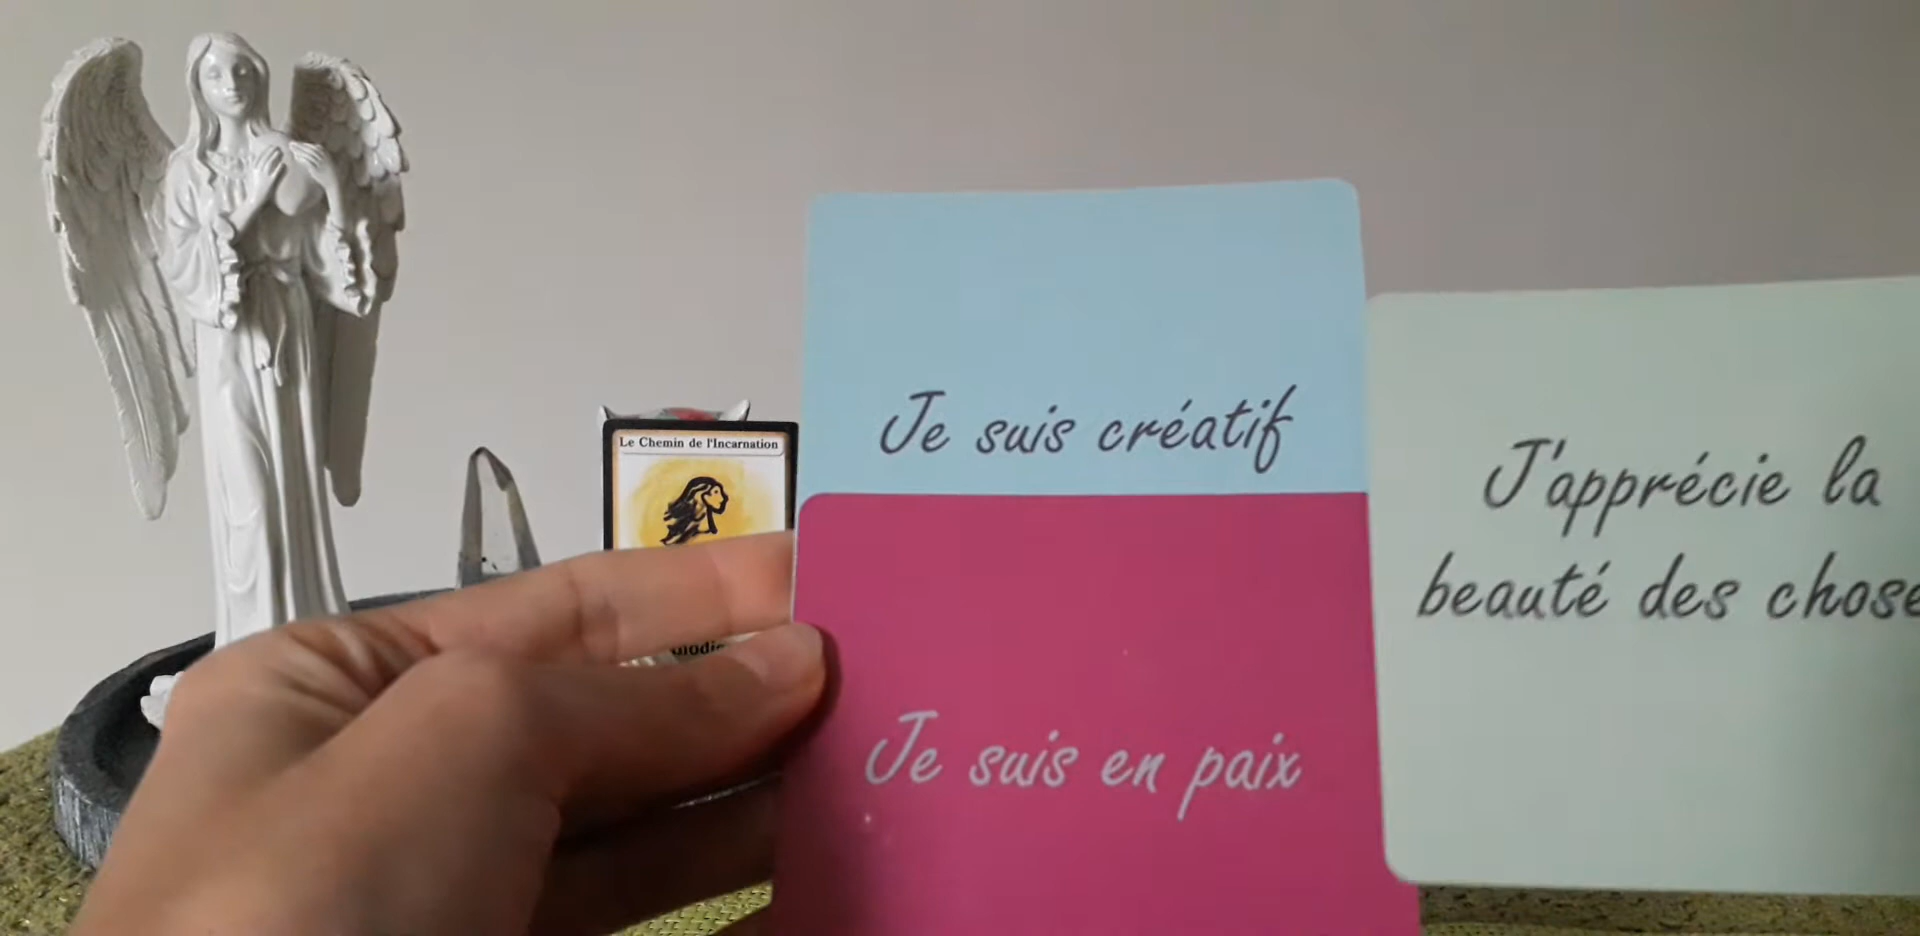 Le Chemin de l'Incarnation
Je suis créatif
J'apprécie la
beauté des chose
Je suis en paix